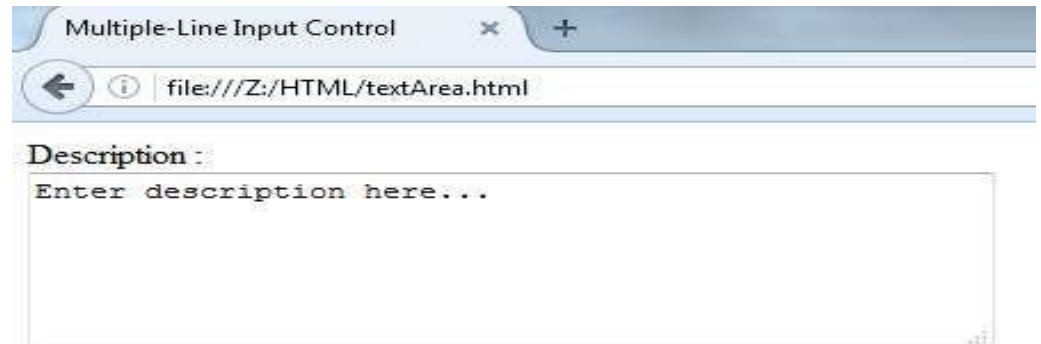 Multiple-Line Input Control
file:///Z:/HTML/textArea.html
Description :
Enter description here...